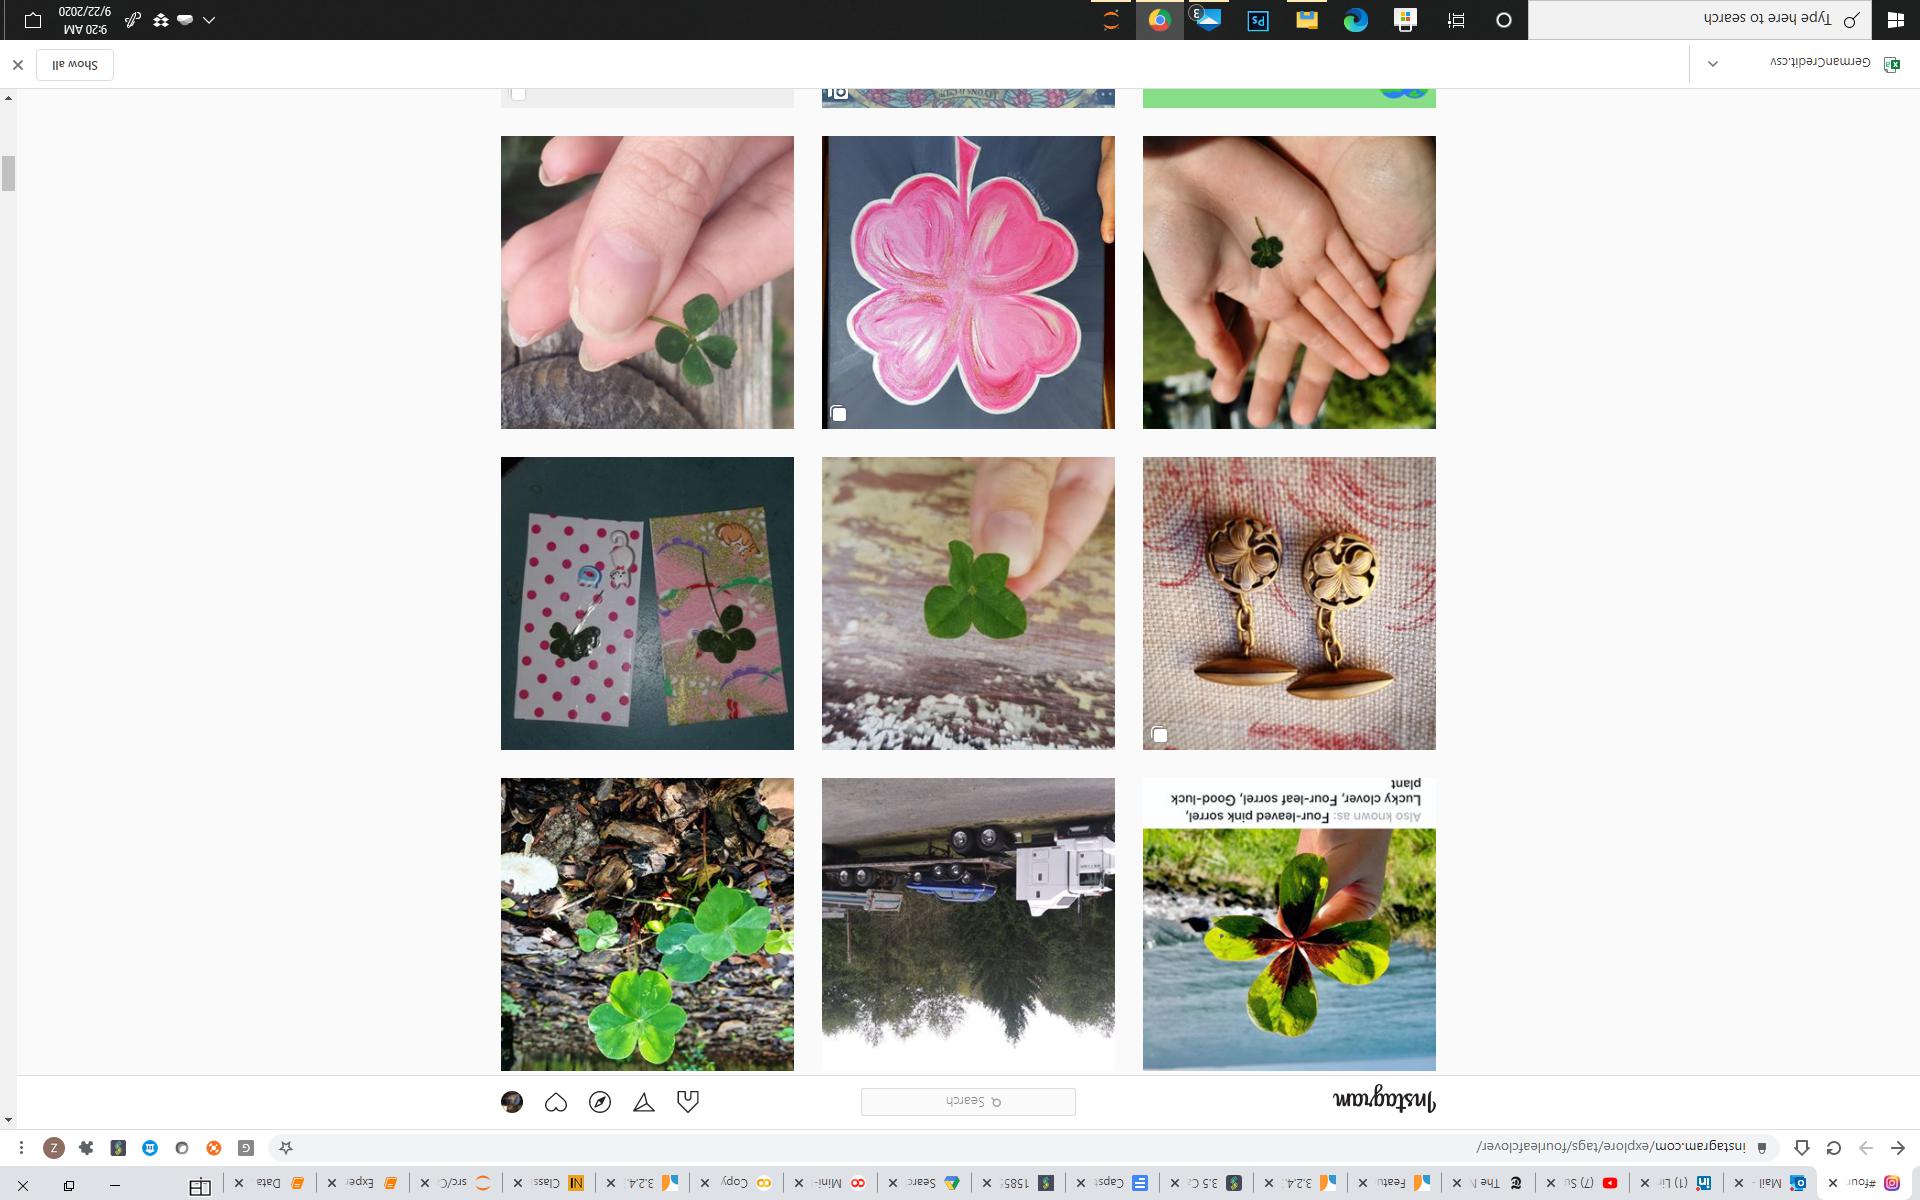 #four
Mail -
(1) Li
(7) Su
The N
Featu
3.2.4.
3.5 C
Capst
1585
Searc
Mini-
Copy
3.2.4.
Class
src/C
Exper
Data
instagram.com/explore/tags/fourleafclover/
G
Z
Instagram
Search
Also known as: Four-leaved pink sorrel,
Lucky clover, Four-leaf sorrel, Good-luck
plant
GermanCredit.csv
Show all
Type here to search
Ps
3
9:20 AM
9/22/2020